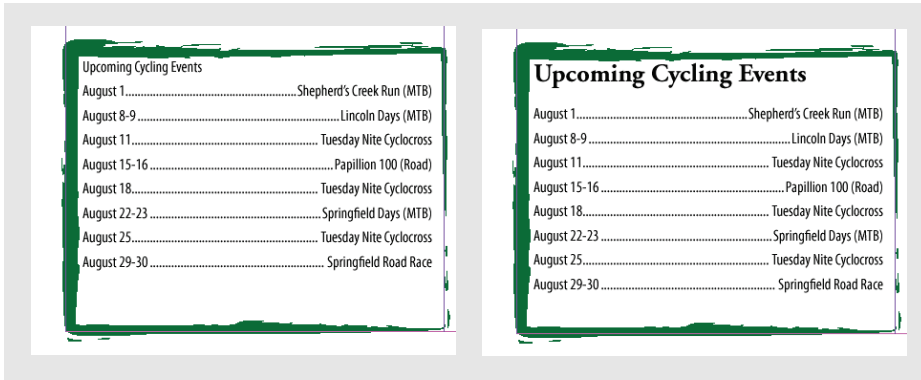 Upcoming Cycling Events
August 1..................................................Shepherd's Creek Run (MTB)
August 8-9............................................................Lincoln Days (MTB)
August 11....................................................... Tuesday Nite Cyclocross
August 15-16......................................................Papillion 100 (Road)
August 18....................................................... Tuesday Nite Cyclocross
August 22-23..................................................Springfield Days (MTB)
August 25....................................................... Tuesday Nite Cyclocross
August 29-30.................................................... Springfield Road Race
Upcoming Cycling Events
August 1..................................................Shepherd's Creek Run (MTB)
August 8-9............................................................Lincoln Days (MTB)
August 11....................................................... Tuesday Nite Cyclocross
August 15-16......................................................Papillion 100 (Road)
August 18....................................................... Tuesday Nite Cyclocross
August 22-23..................................................Springfield Days (MTB)
August 25....................................................... Tuesday Nite Cyclocross
August 29-30.................................................... Springfield Road Race